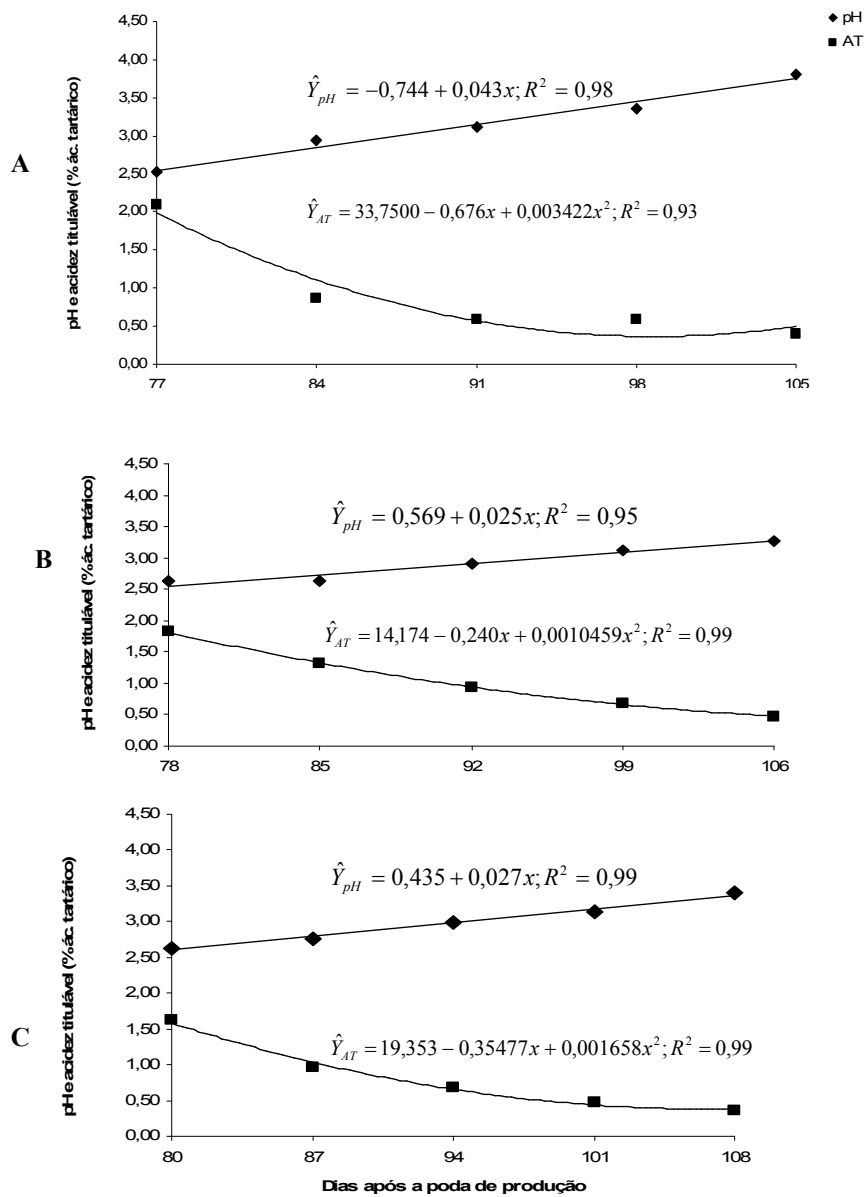 pH
AT
A
pH e acidez titulável (% ác. tartárico)
4,50
4,00
3,50
3,00
2,50
2,00
1,50
1,00
0,50
0,00
Ŷ_pH = −0,744 + 0,043x; R² = 0,98
Ŷ_AT = 33,7500 − 0,676x + 0,003422x²; R² = 0,93
77 84 91 98 105
B
pH e acidez titulável (% ác. tartárico)
4,50
4,00
3,50
3,00
2,50
2,00
1,50
1,00
0,50
0,00
Ŷ_pH = 0,569 + 0,025x; R² = 0,95
Ŷ_AT = 14,174 − 0,240x + 0,0010459x²; R² = 0,99
78 85 92 99 106
C
pH e acidez titulável (% ác. tartárico)
4,50
4,00
3,50
3,00
2,50
2,00
1,50
1,00
0,50
0,00
Ŷ_pH = 0,435 + 0,027x; R² = 0,99
Ŷ_AT = 19,353 − 0,35477x + 0,001658x²; R² = 0,99
80 87 94 101 108
Dias após a poda de produção